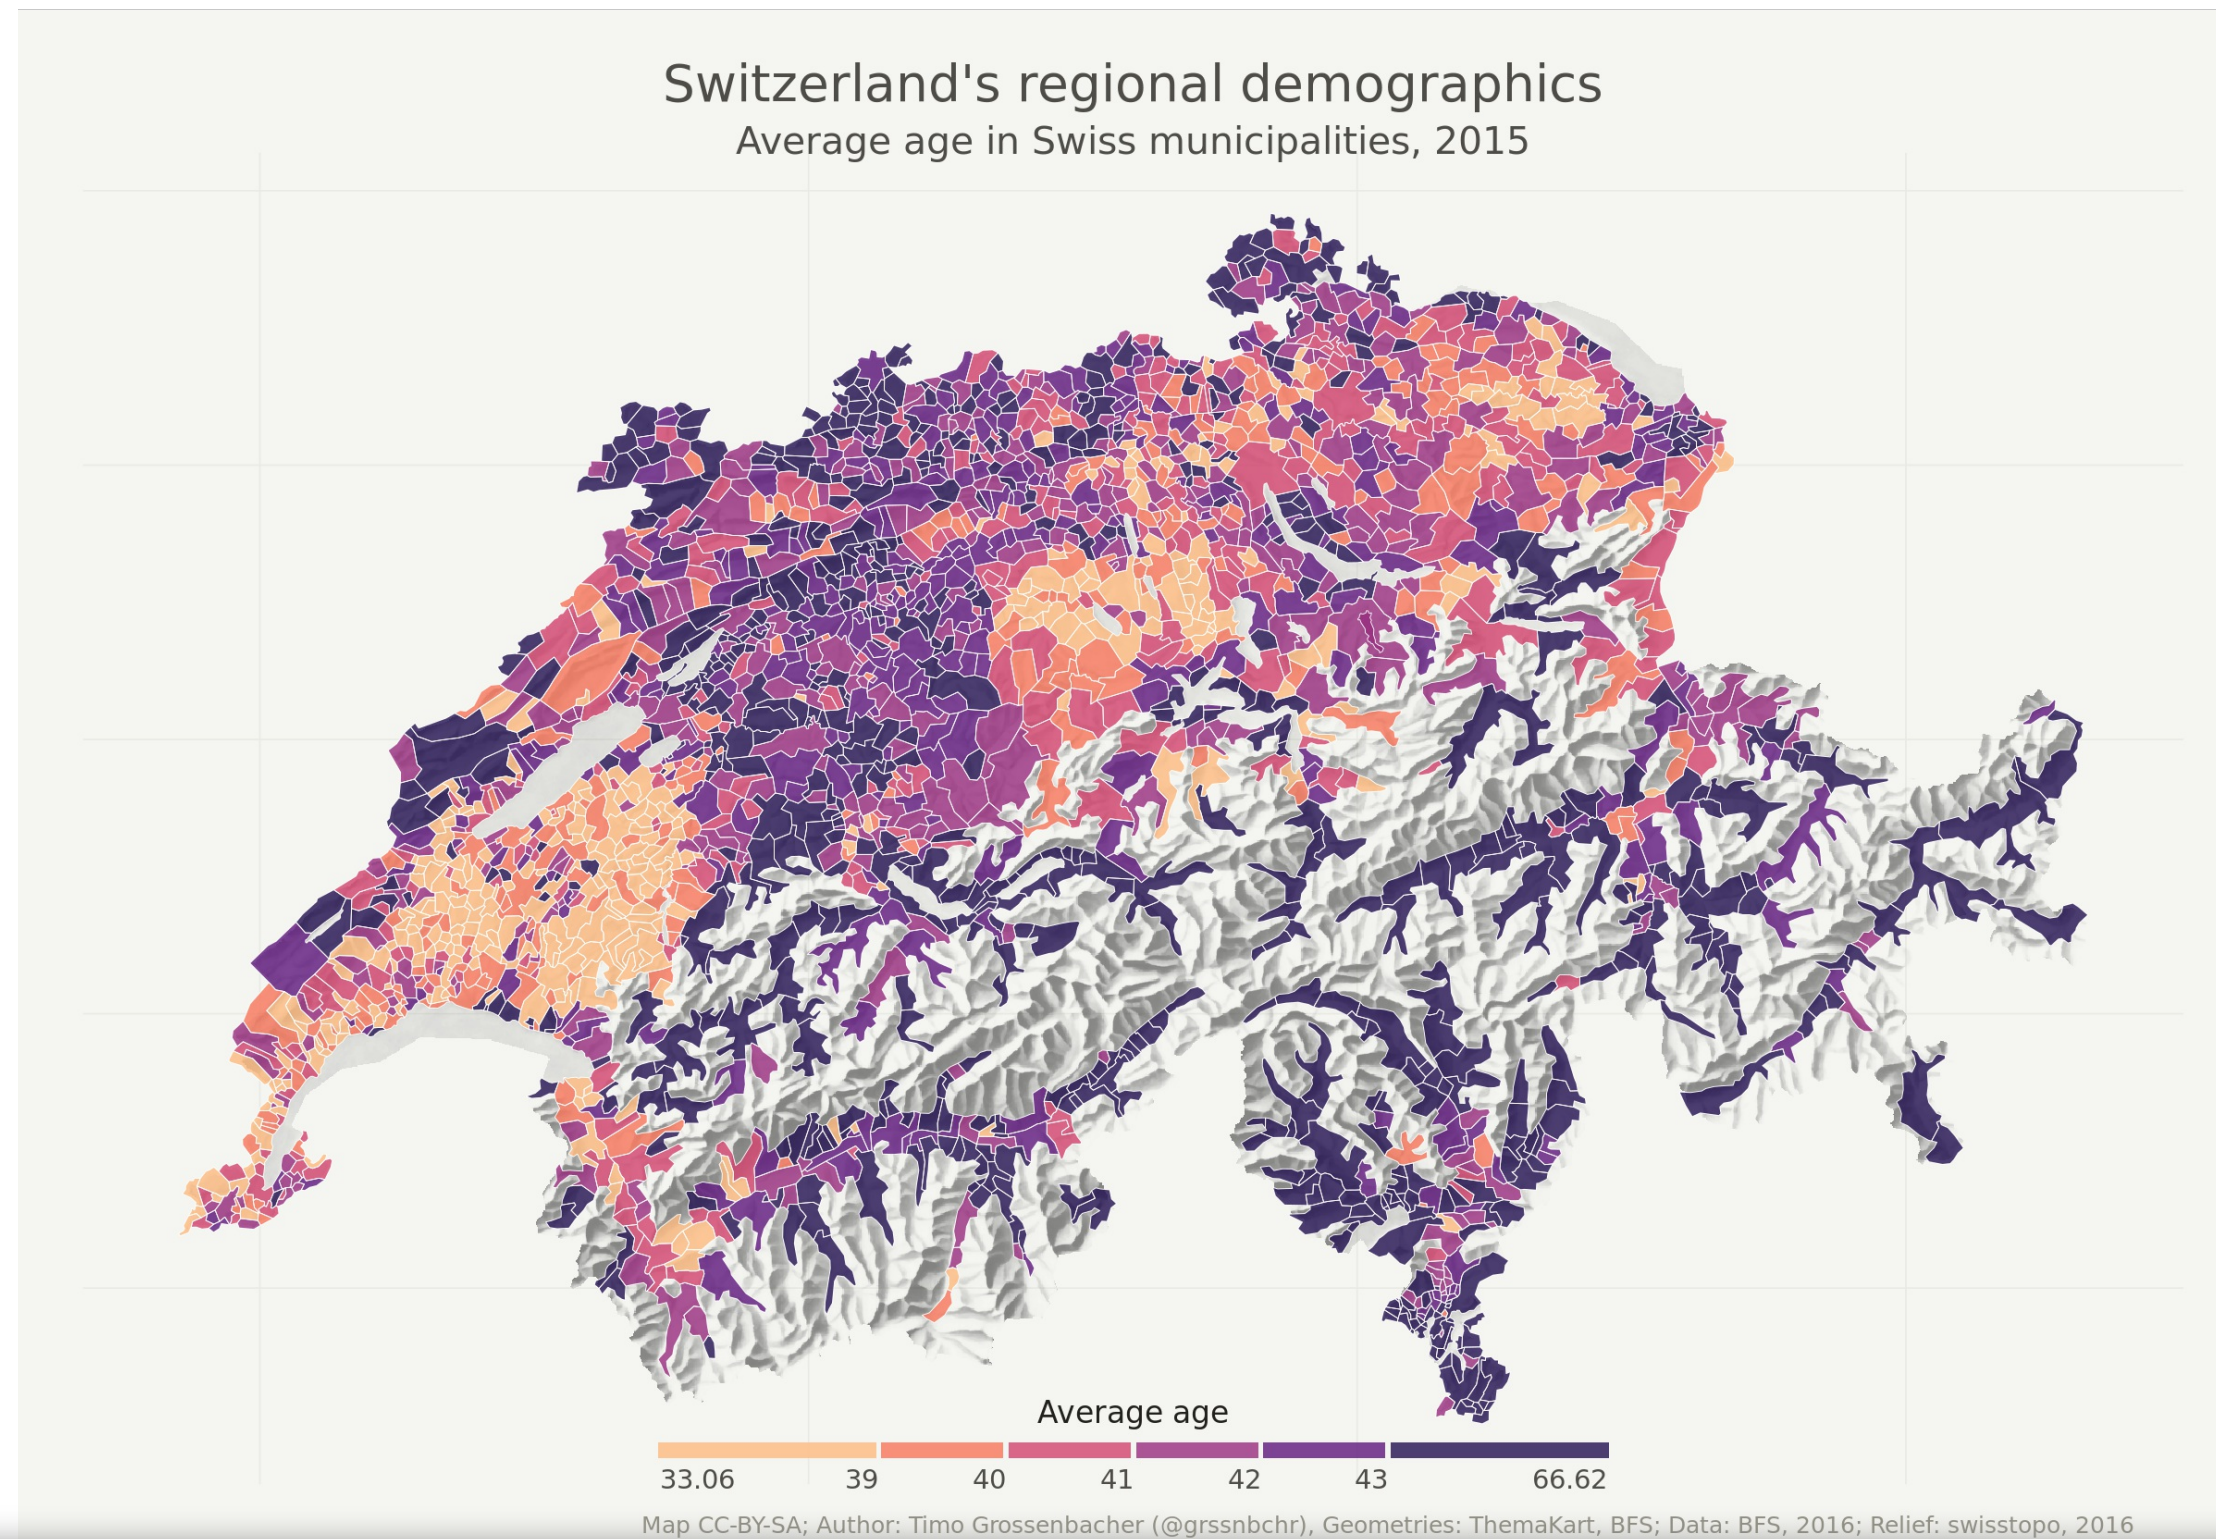 Switzerland's regional demographics
Average age in Swiss municipalities, 2015
Average age
33.06 39 40 41 42 43 66.62
Map CC-BY-SA; Author: Timo Grossenbacher (@grssnbchr), Geometries: ThemaKart, BFS; Data: BFS, 2016; Relief: swisstopo, 2016